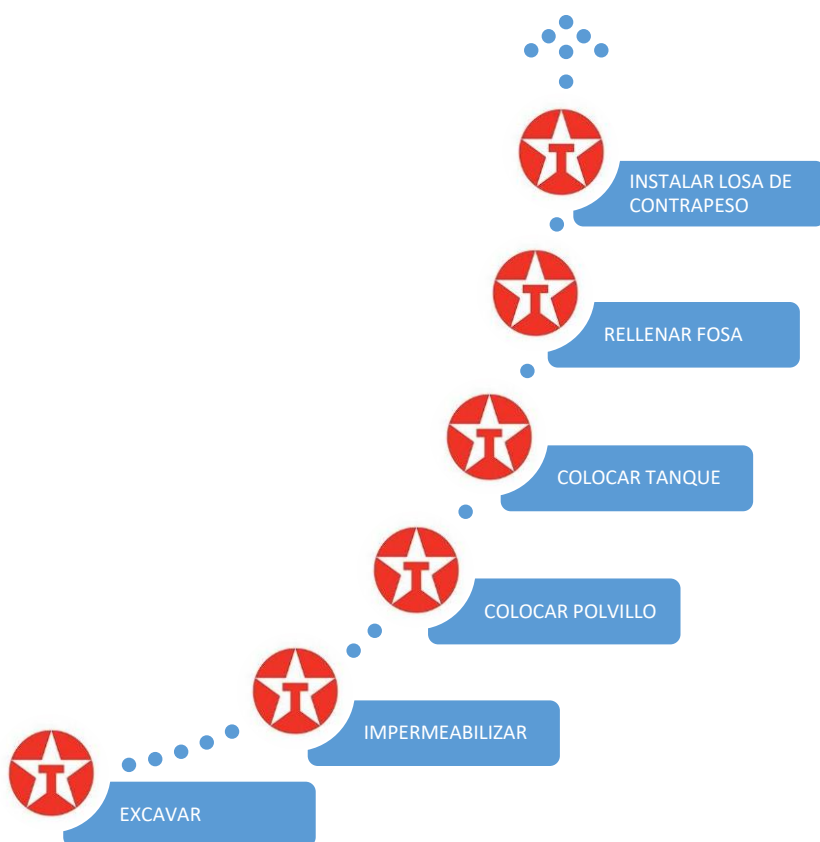 INSTALAR LOSA DE
CONTRAPESO
T
RELLENAR FOSA
T
COLOCAR TANQUE
T
COLOCAR POLVILLO
T
IMPERMEABILIZAR
T
EXCAVAR
T